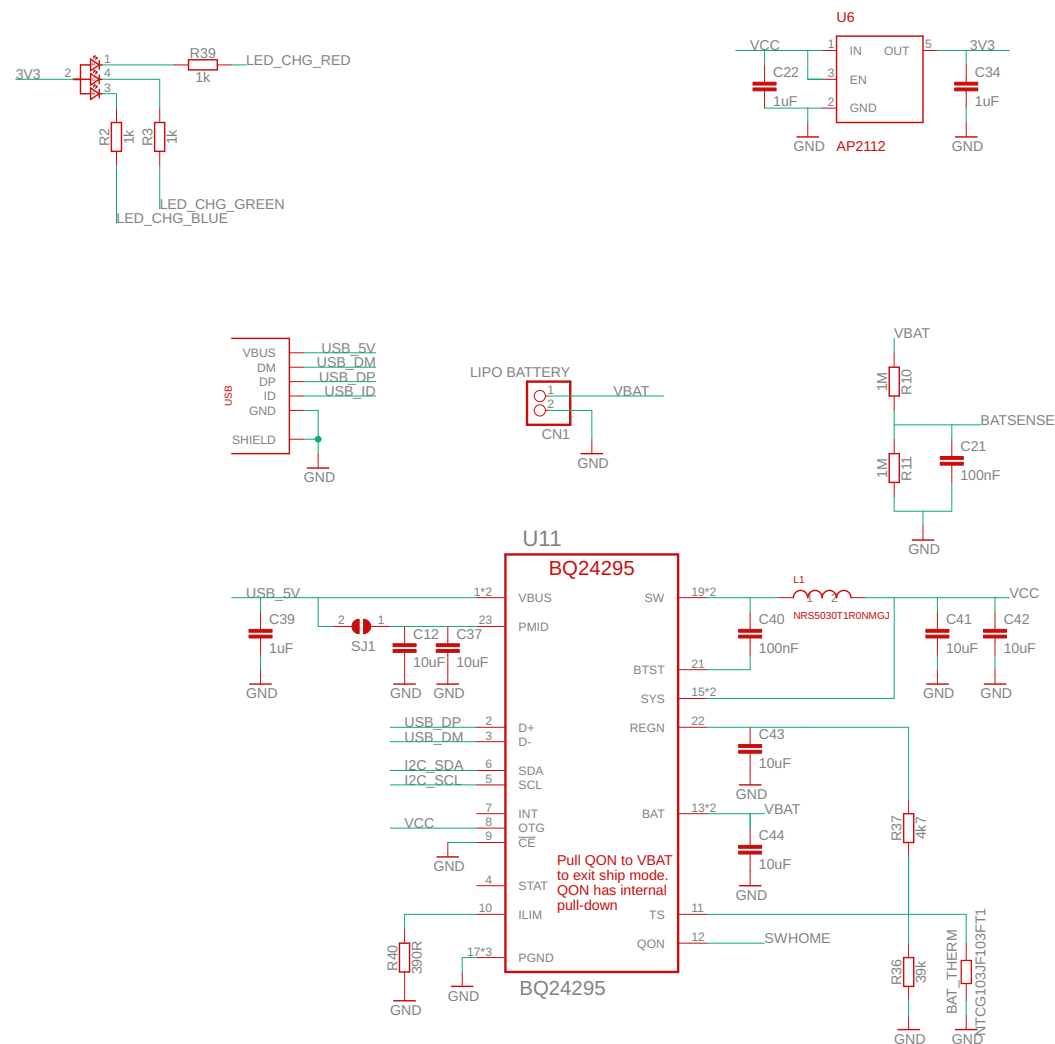 U6
VCC
1
IN
OUT
5
3V3
3
EN
C22
1uF
2
GND
C34
1uF
GND
GND
AP2112
3V3
2
1
4
3
R39
1k
LED_CHG_RED
R2
1k
R3
1k
LED_CHG_GREEN
LED_CHG_BLUE
USB
VBUS
USB_5V
DM
USB_DM
DP
USB_DP
ID
USB_ID
GND
SHIELD
GND
LIPO BATTERY
1
2
VBAT
CN1
GND
VBAT
1M
R10
BATSENSE
1M
R11
C21
100nF
GND
U11
BQ24295
USB_5V
1*2
VBUS
C39
1uF
GND
2
1
SJ1
23
PMID
C12
10uF
GND
C37
10uF
GND
USB_DP
2
D+
USB_DM
3
D-
I2C_SDA
6
SDA
I2C_SCL
5
SCL
7
INT
VCC
8
OTG
9
CE
GND
4
STAT
10
ILIM
R40
390R
GND
17*3
PGND
GND
Pull QON to VBAT
to exit ship mode.
QON has internal
pull-down
SW
19*2
L1
1
2
NRS5030T1R0NMGJ
VCC
C40
100nF
C41
10uF
GND
C42
10uF
GND
BTST
21
SYS
15*2
REGN
22
C43
10uF
GND
BAT
13*2
VBAT
C44
10uF
GND
R37
4k7
TS
11
QON
12
SWHOME
R36
39k
GND
BAT_THERM
NTCG103JF103FT1
GND
BQ24295